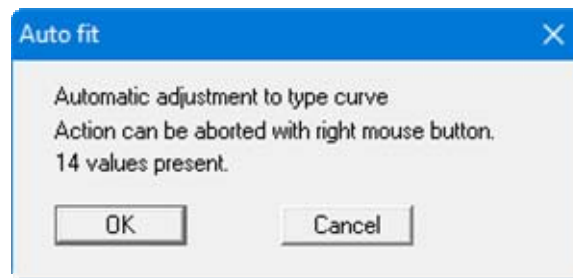 Auto fit
Automatic adjustment to type curve
Action can be aborted with right mouse button.
14 values present.
OK
Cancel